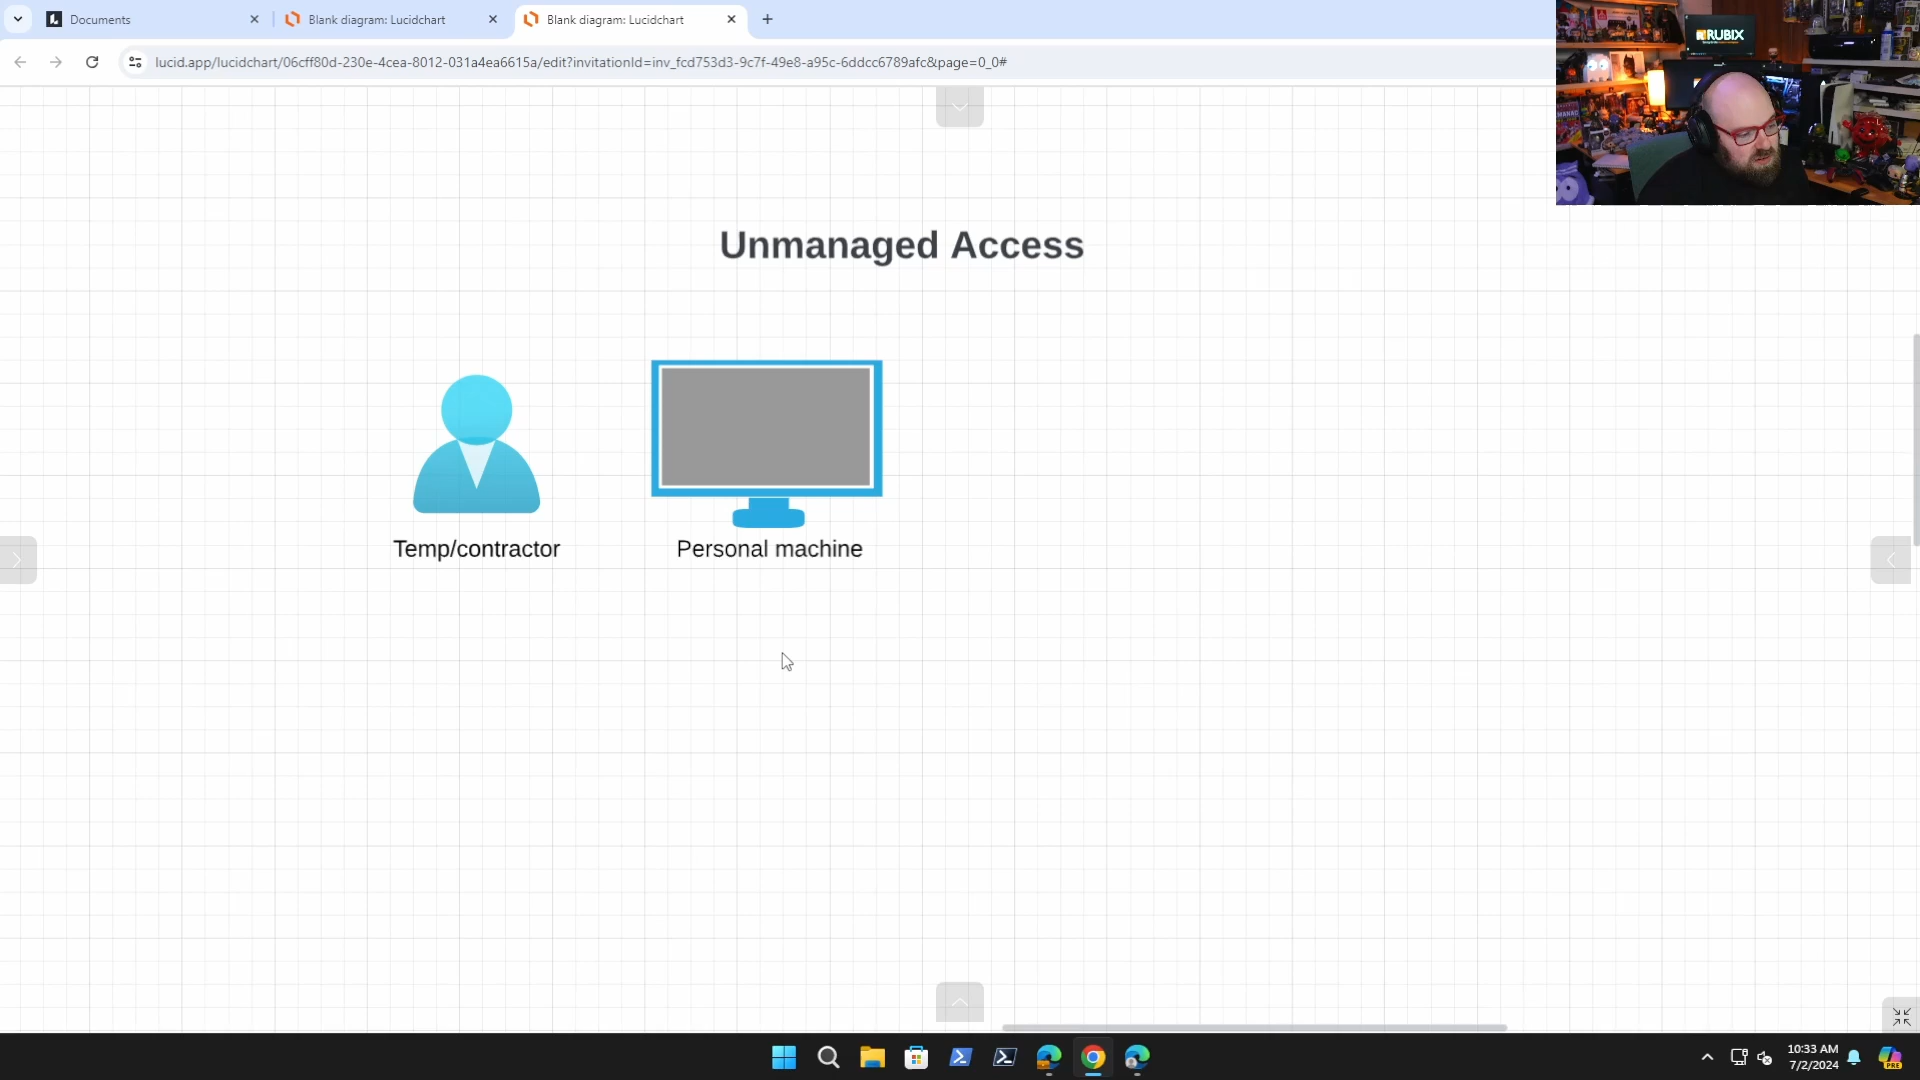 Documents
Blank diagram: Lucidchart
Blank diagram: Lucidchart
lucid.app/lucidchart/06cff80d-230e-4cea-8012-031a4ea6615a/edit?invitationId=inv_fcd753d3-9c7f-49e8-a95c-6ddcc6789afc&page=0_0#
RUBIX
Unmanaged Access
Temp/contractor
Personal machine
10:33 AM
7/2/2024
PRE